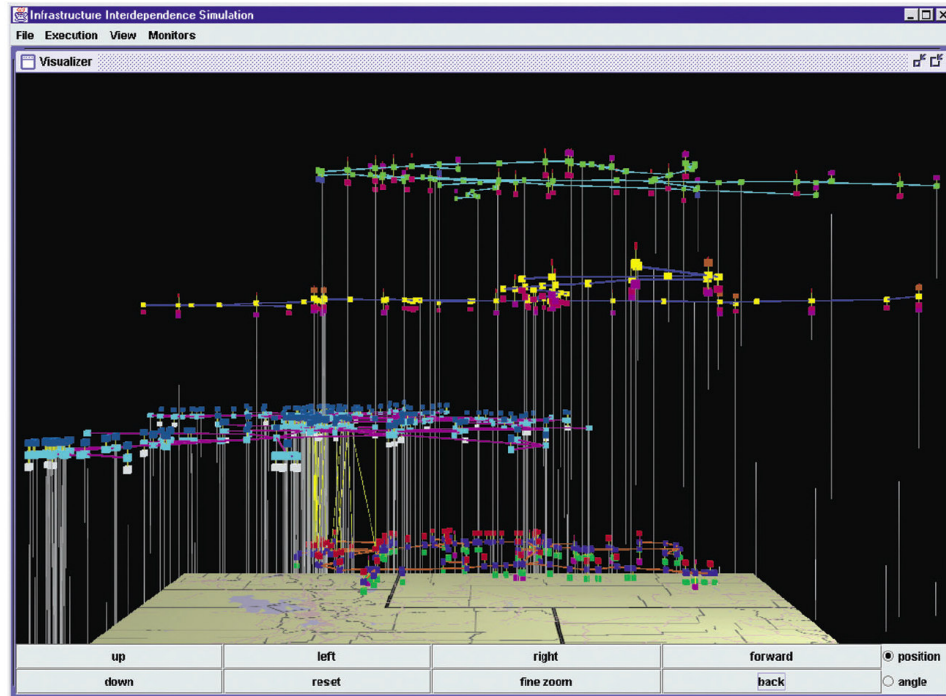 Infrastructure Interdependence Simulation
File Execution View Monitors
Visualizer
up left right forward position
down reset fine zoom back angle